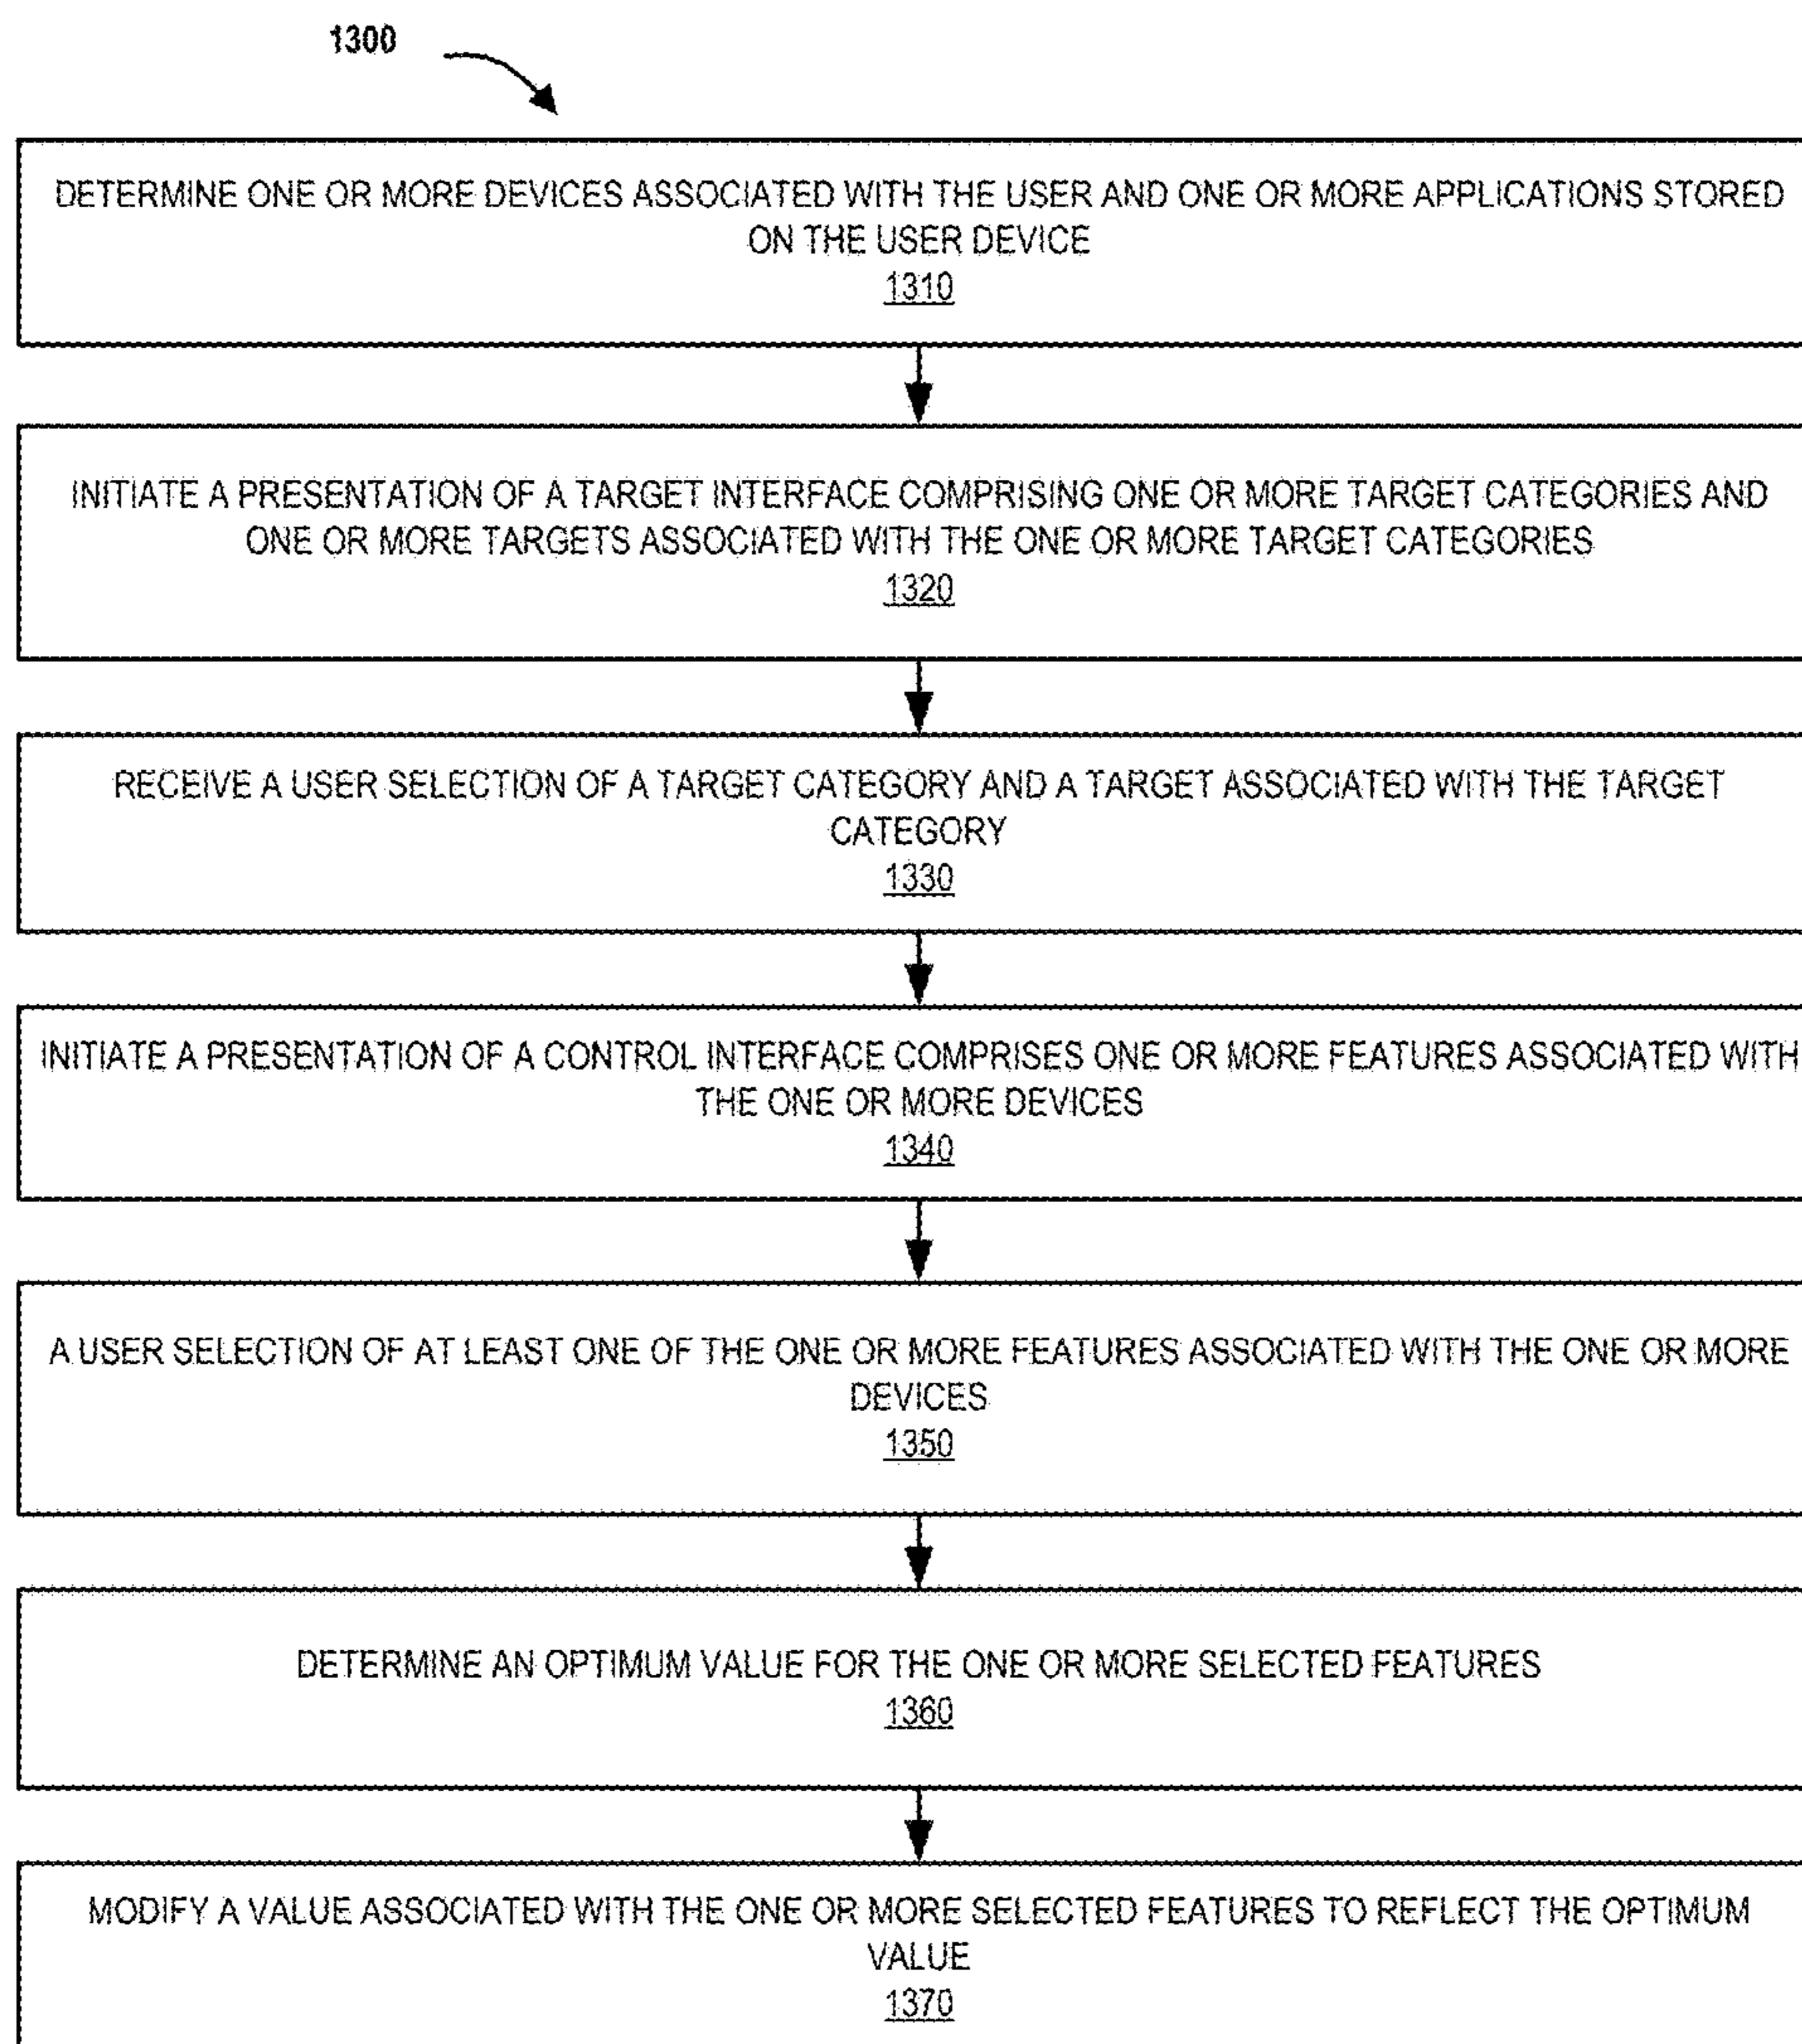 1300
DETERMINE ONE OR MORE DEVICES ASSOCIATED WITH THE USER AND ONE OR MORE APPLICATIONS STORED
ON THE USER DEVICE
1310
INITIATE A PRESENTATION OF A TARGET INTERFACE COMPRISING ONE OR MORE TARGET CATEGORIES AND
ONE OR MORE TARGETS ASSOCIATED WITH THE ONE OR MORE TARGET CATEGORIES
1320
RECEIVE A USER SELECTION OF A TARGET CATEGORY AND A TARGET ASSOCIATED WITH THE TARGET
CATEGORY
1330
INITIATE A PRESENTATION OF A CONTROL INTERFACE COMPRISES ONE OR MORE FEATURES ASSOCIATED WITH
THE ONE OR MORE DEVICES
1340
A USER SELECTION OF AT LEAST ONE OF THE ONE OR MORE FEATURES ASSOCIATED WITH THE ONE OR MORE
DEVICES
1350
DETERMINE AN OPTIMUM VALUE FOR THE ONE OR MORE SELECTED FEATURES
1360
MODIFY A VALUE ASSOCIATED WITH THE ONE OR MORE SELECTED FEATURES TO REFLECT THE OPTIMUM
VALUE
1370